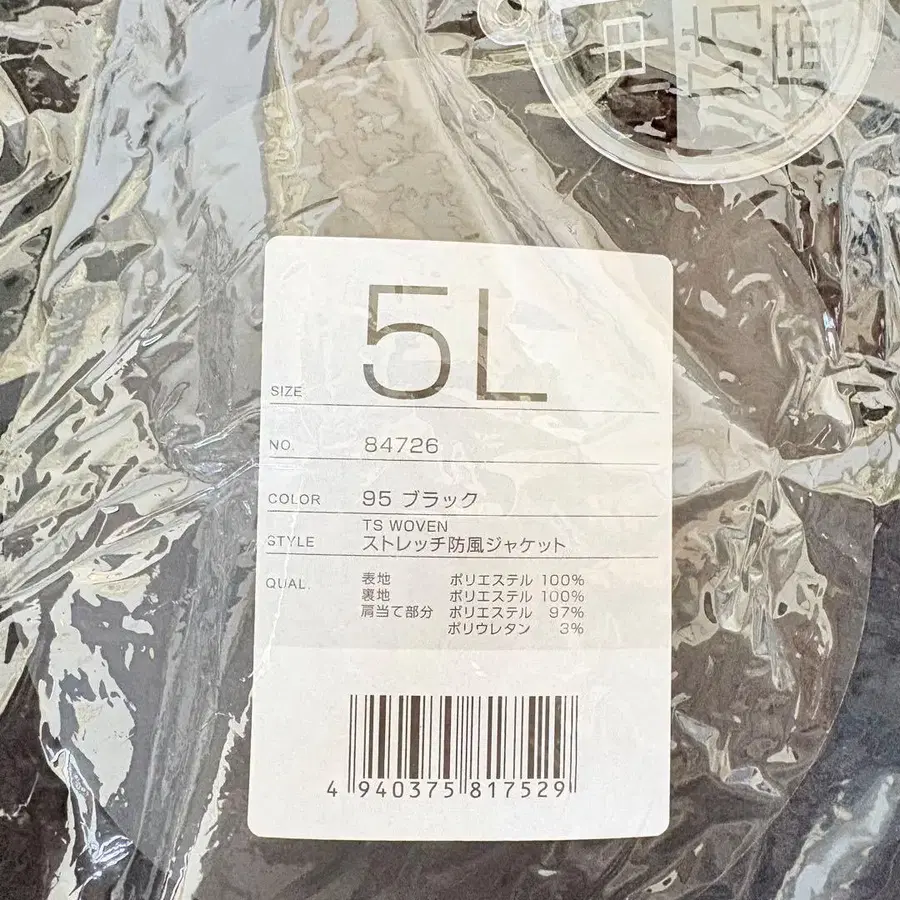 5L
SIZE
NO. 84726
COLOR 95 ブラック
TS WOVEN
STYLE ストレッチ防風ジャケット
QUAL. 表地 ポリエステル 100%
裏地 ポリエステル 100%
肩当て部分 ポリエステル 97%
ポリウレタン 3%
4 940375 817529